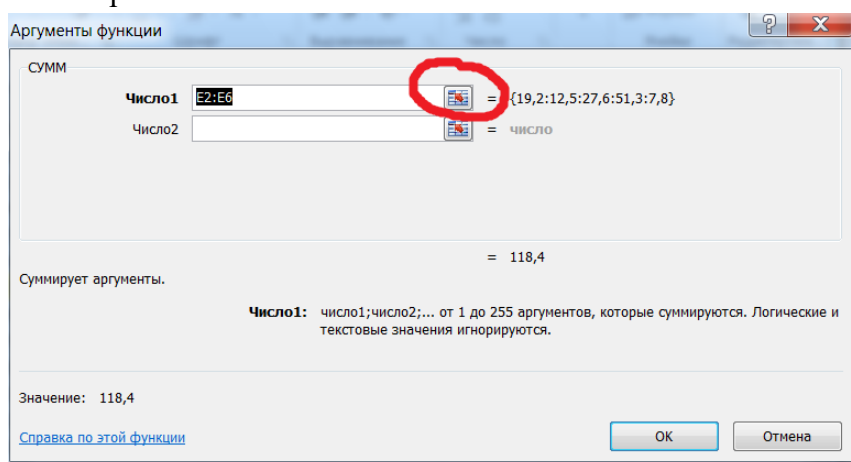 Аргументы функции
СУММ
Число1 E2:E6 = {19,2:12,5:27,6:51,3:7,8}
Число2 = число
= 118,4
Суммирует аргументы.
Число1: число1;число2;... от 1 до 255 аргументов, которые суммируются. Логические и
текстовые значения игнорируются.
Значение: 118,4
Справка по этой функции
ОК Отмена